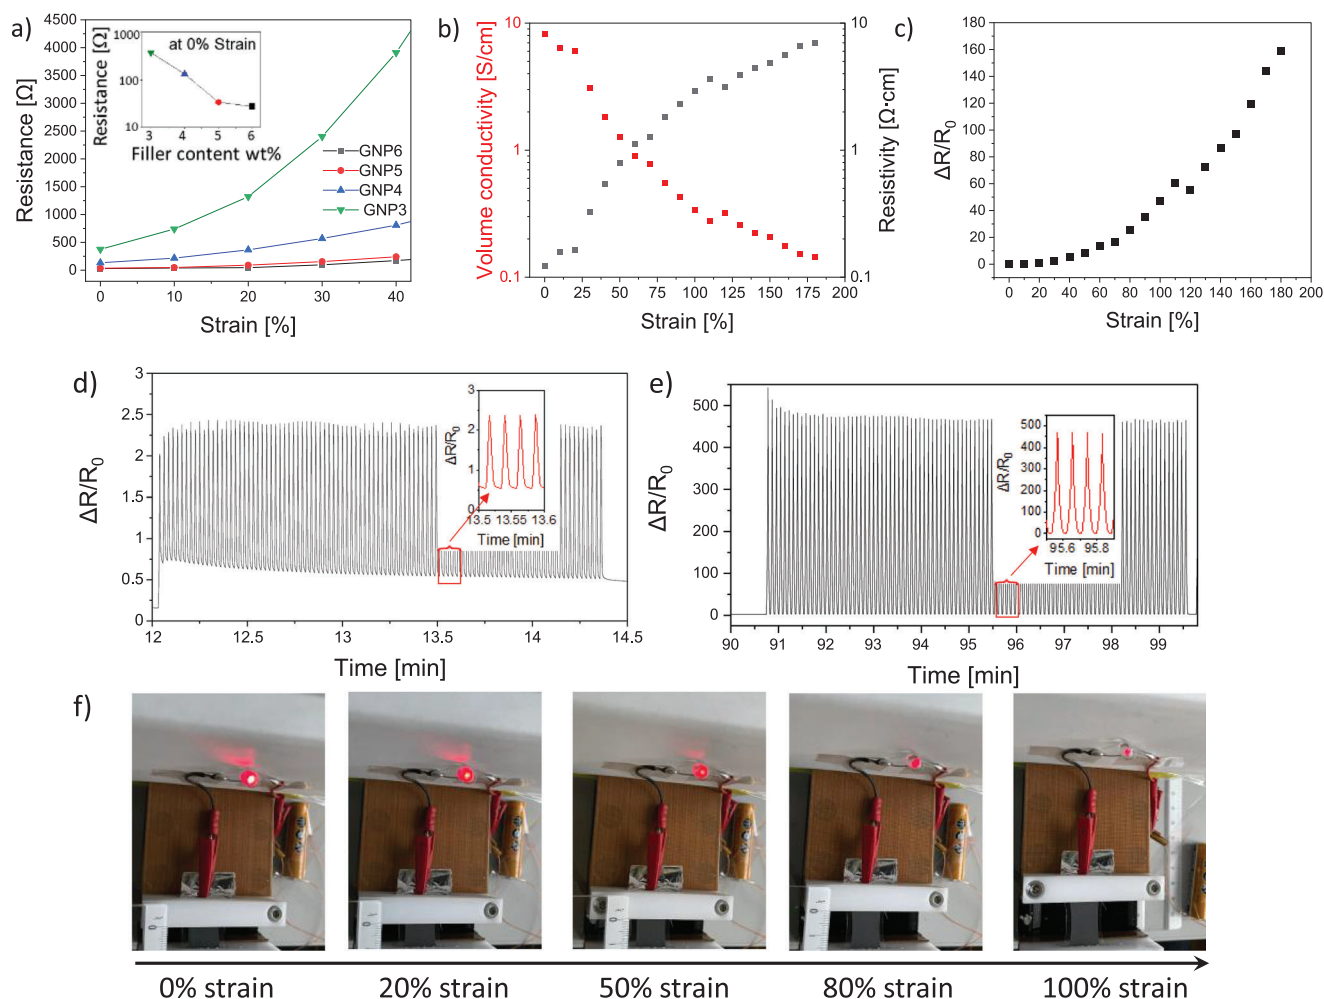 a)
4500
4000
3500
3000
2500
2000
1500
1000
500
0
Resistance [Ω]
0 10 20 30 40
Strain [%]
1000
100
10
Resistance [Ω]
at 0% Strain
3 4 5 6
Filler content wt%
GNP6
GNP5
GNP4
GNP3
b)
10
1
0.1
Volume conductivity [S/cm]
10
1
0.1
Resistivity [Ω·cm]
0 25 50 75 100 125 150 175 200
Strain [%]
c)
180
160
140
120
100
80
60
40
20
0
ΔR/R0
0 20 40 60 80 100 120 140 160 180 200
Strain [%]
d)
3
2.5
2
1.5
1
0.5
0
ΔR/R0
12 12.5 13 13.5 14 14.5
Time [min]
3
2
1
0
ΔR/R0
13.5 13.55 13.6
Time [min]
e)
500
400
300
200
100
0
ΔR/R0
90 91 92 93 94 95 96 97 98 99
Time [min]
500
400
300
200
100
0
ΔR/R0
95.6 95.8
Time [min]
f)
0% strain 20% strain 50% strain 80% strain 100% strain